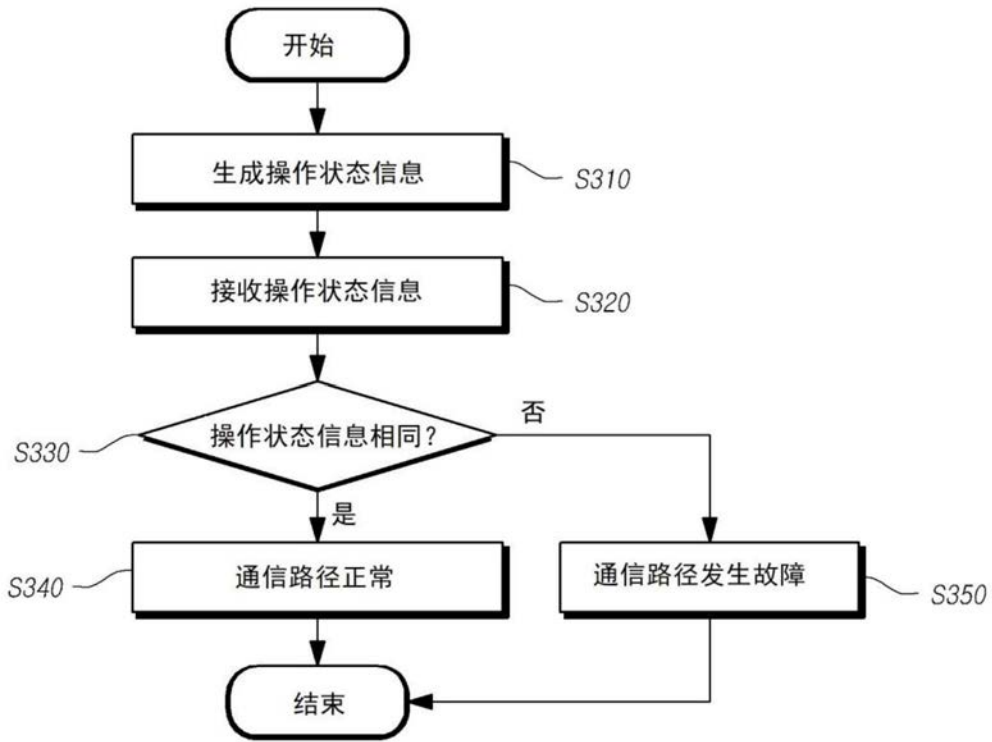 开始
生成操作状态信息
S310
接收操作状态信息
S320
否
操作状态信息相同?
S330
是
通信路径正常
S340
通信路径发生故障
S350
结束